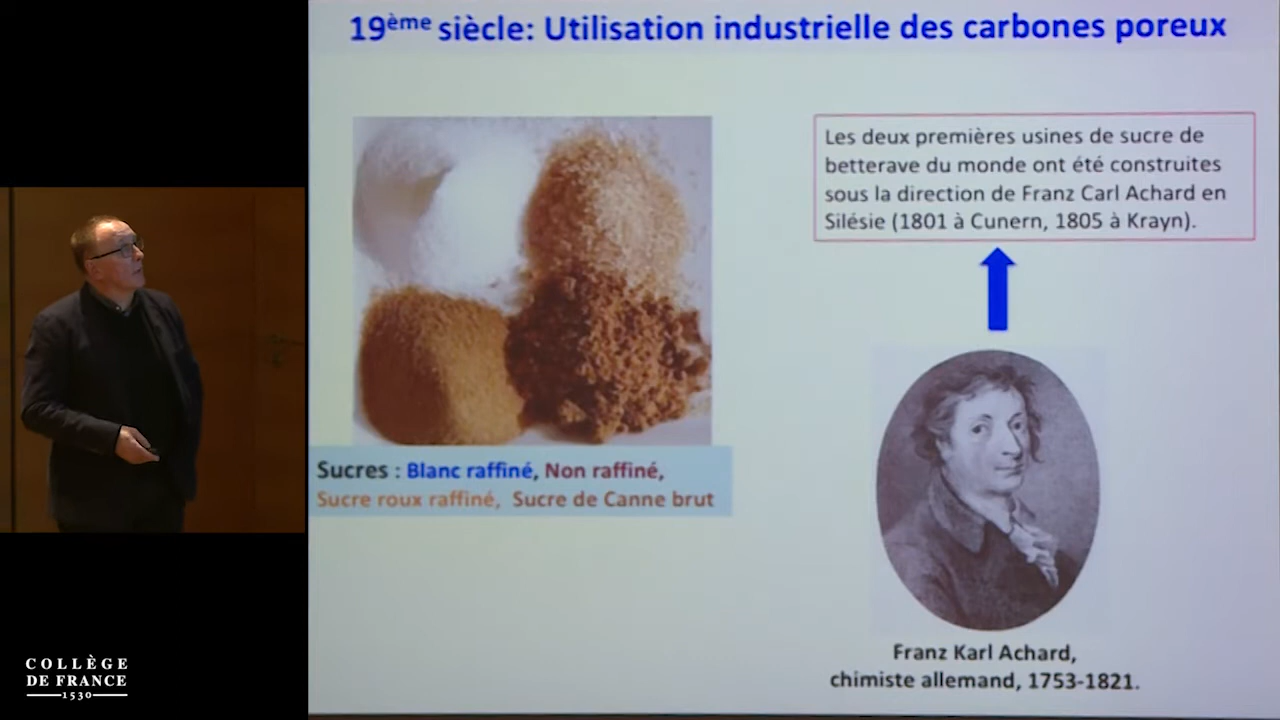 19ème siècle: Utilisation industrielle des carbones poreux
Les deux premières usines de sucre de
betterave du monde ont été construites
sous la direction de Franz Carl Achard en
Silésie (1801 à Cunern, 1805 à Krayn).
Sucres : Blanc raffiné, Non raffiné,
Sucre roux raffiné, Sucre de Canne brut
Franz Karl Achard,
chimiste allemand, 1753-1821.
COLLÈGE
DE FRANCE
1530